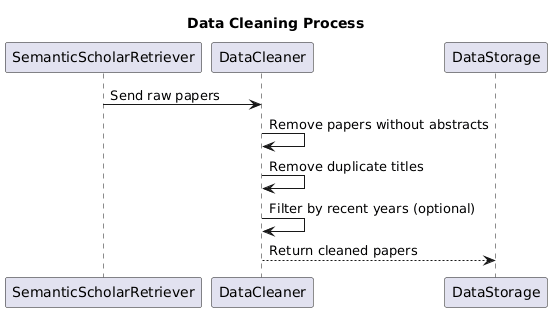 Data Cleaning Process
SemanticScholarRetriever DataCleaner DataStorage
Send raw papers
Remove papers without abstracts
Remove duplicate titles
Filter by recent years (optional)
Return cleaned papers
SemanticScholarRetriever DataCleaner DataStorage